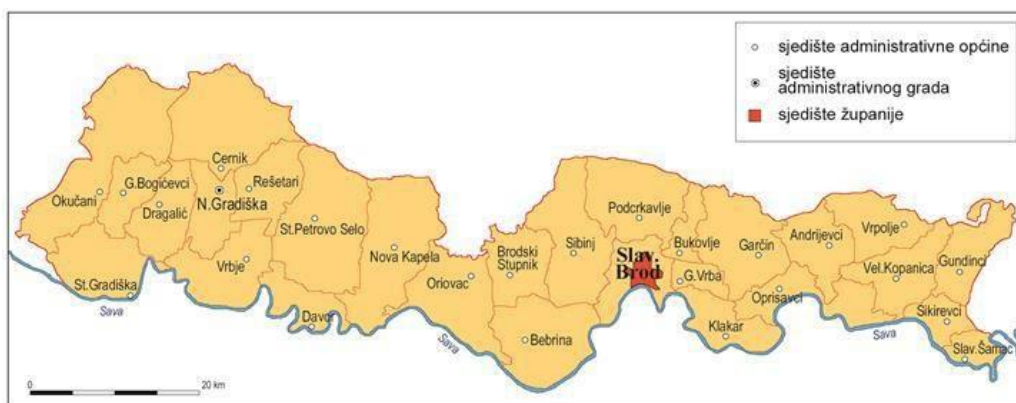 sjedište administrativne općine
sjedište
administrativnog grada
sjedište županije
Cernik
G.Bogićevci
Rešetari
Okučani
N.Gradiška
Dragalić
Podcrkavlje
St.Petrovo Selo
Vrpolje
Andrijevci
Brodski
Stupnik
Sibinj
Bukovlje
Garčin
Nova Kapela
Slav.
Brod
Vrbje
Oriovac
G.Vrba
Vel.Kopanica
Gundinci
St.Gradiška
Oprisavci
Sava
Davor
Klakar
Sikirevci
Sava
Sava
Bebrina
Slav.Šamac
0
20 km